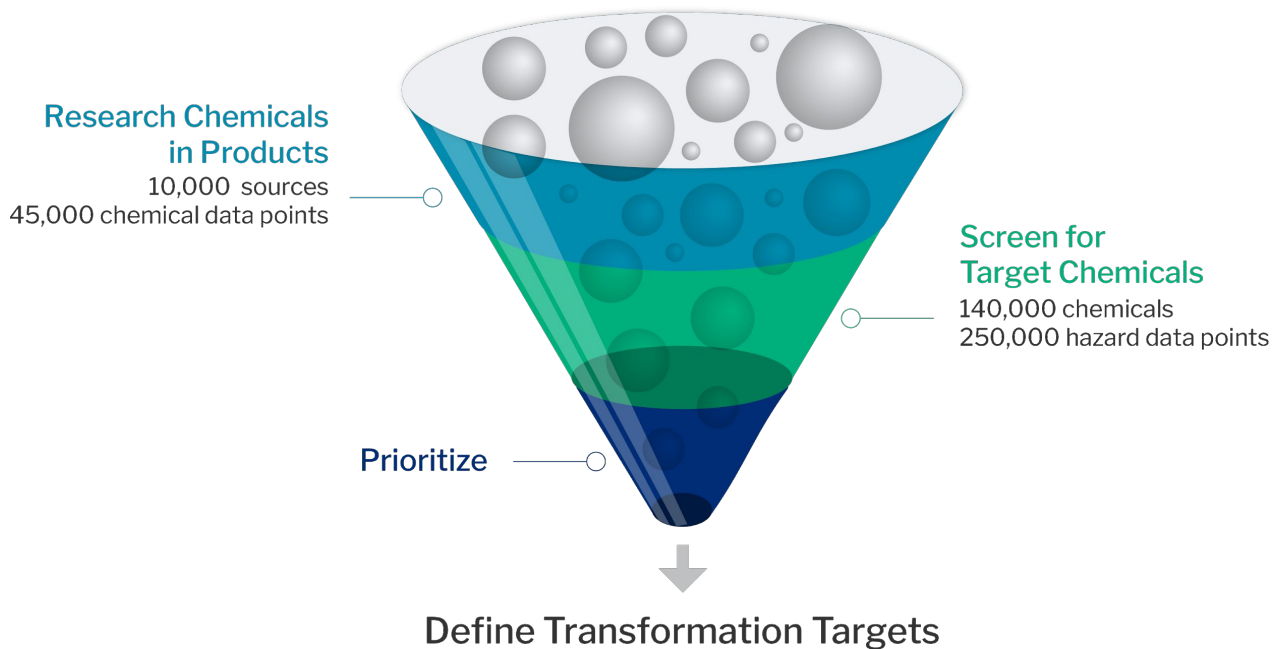 Research Chemicals
in Products
10,000 sources
45,000 chemical data points
Screen for
Target Chemicals
140,000 chemicals
250,000 hazard data points
Prioritize
Define Transformation Targets